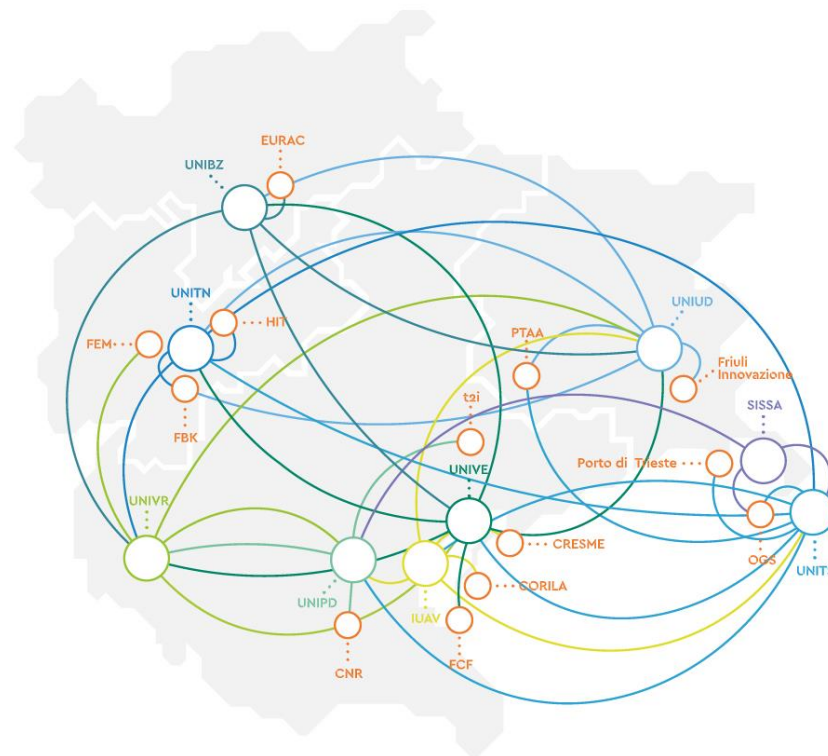 EURAC
UNIBZ
UNITN
HIT
FEM
FBK
PTAA
UNIUD
Friuli
Innovazione
t2i
SISSA
UNIVE
Porto di Trieste
UNIVR
CRESME
OGS
UNIT
CORILA
UNIPD
IUAV
CNR
FCF